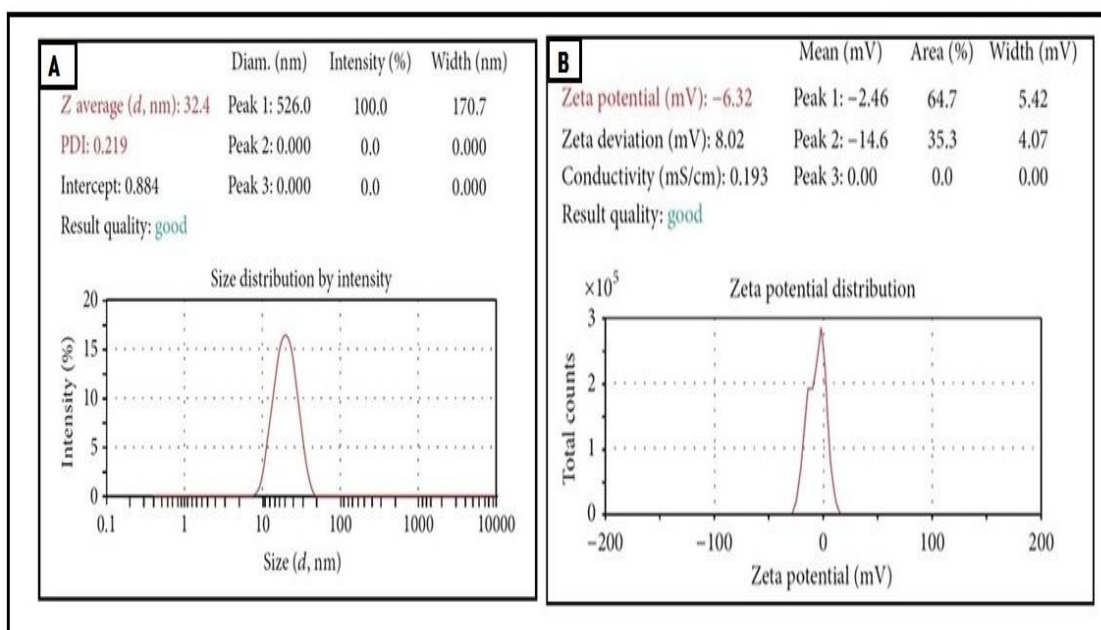 A
Diam. (nm) Intensity (%) Width (nm)
Z average (d, nm): 32.4 Peak 1: 526.0 100.0 170.7
PDI: 0.219 Peak 2: 0.000 0.0 0.000
Intercept: 0.884 Peak 3: 0.000 0.0 0.000
Result quality: good
Size distribution by intensity
20
15
10
5
0
Intensity (%)
0.1 1 10 100 1000 10000
Size (d, nm)
B
Mean (mV) Area (%) Width (mV)
Zeta potential (mV): −6.32 Peak 1: −2.46 64.7 5.42
Zeta deviation (mV): 8.02 Peak 2: −14.6 35.3 4.07
Conductivity (mS/cm): 0.193 Peak 3: 0.00 0.0 0.00
Result quality: good
×10⁵
Zeta potential distribution
3
2
1
0
Total counts
−200 −100 0 100 200
Zeta potential (mV)